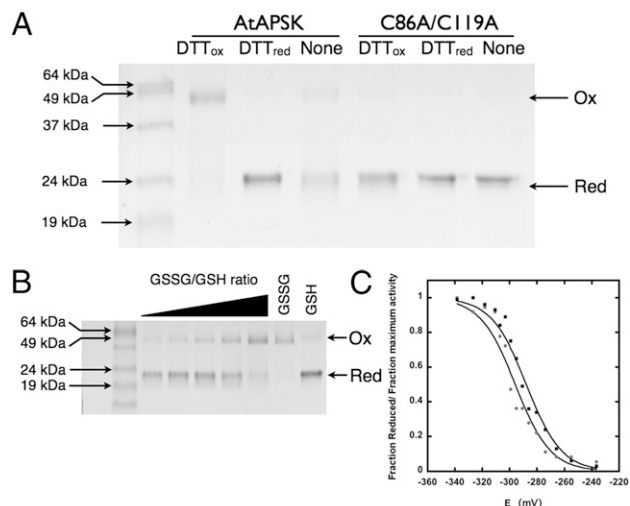 A
AtAPSK C86A/C119A
DTTox DTTred None DTTox DTTred None
64 kDa
49 kDa
37 kDa
24 kDa
19 kDa
Ox
Red
B
GSSG/GSH ratio
GSSG
GSH
64 kDa
49 kDa
24 kDa
19 kDa
Ox
Red
C
Fraction Reduced/ Fraction maximum activity
1
0.8
0.6
0.4
0.2
0
-360 -340 -320 -300 -280 -260 -240 -220
E (mV)